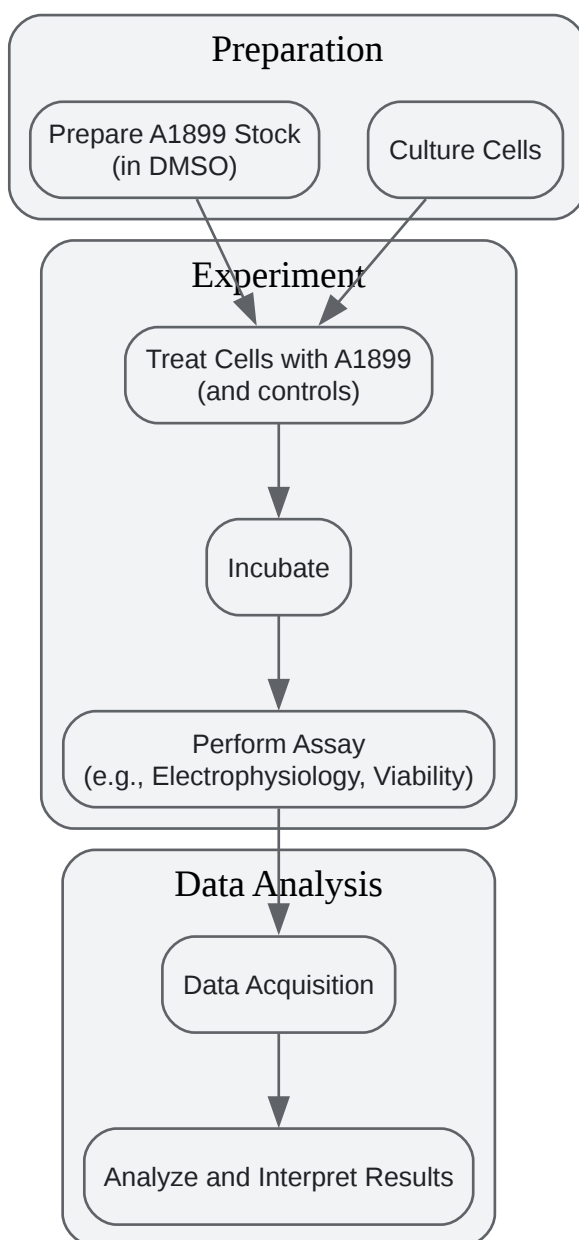 Preparation
Prepare A1899 Stock
(in DMSO)
Culture Cells
Experiment
Treat Cells with A1899
(and controls)
Incubate
Perform Assay
(e.g., Electrophysiology, Viability)
Data Analysis
Data Acquisition
Analyze and Interpret Results